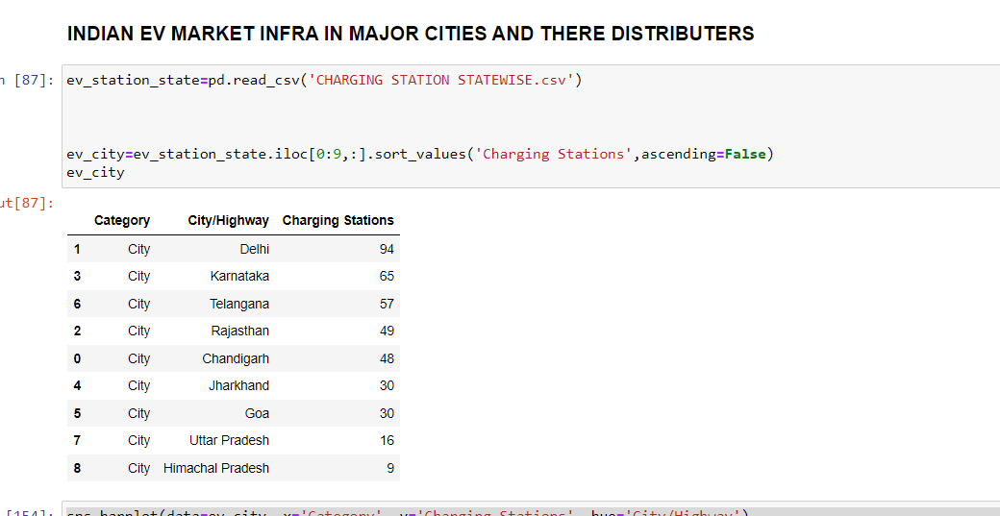 INDIAN EV MARKET INFRA IN MAJOR CITIES AND THERE DISTRIBUTERS
[87]: ev_station_state=pd.read_csv('CHARGING STATION STATEWISE.csv')
ev_city=ev_station_state.iloc[0:9,:].sort_values('Charging Stations',ascending=False)
ev_city
ut[87]:
Category City/Highway Charging Stations
1 City Delhi 94
3 City Karnataka 65
6 City Telangana 57
2 City Rajasthan 49
0 City Chandigarh 48
4 City Jharkhand 30
5 City Goa 30
7 City Uttar Pradesh 16
8 City Himachal Pradesh 9
[154]: sns.barplot(data=ev_city, x='Category', y='Charging Stations', hue='City/Highway')